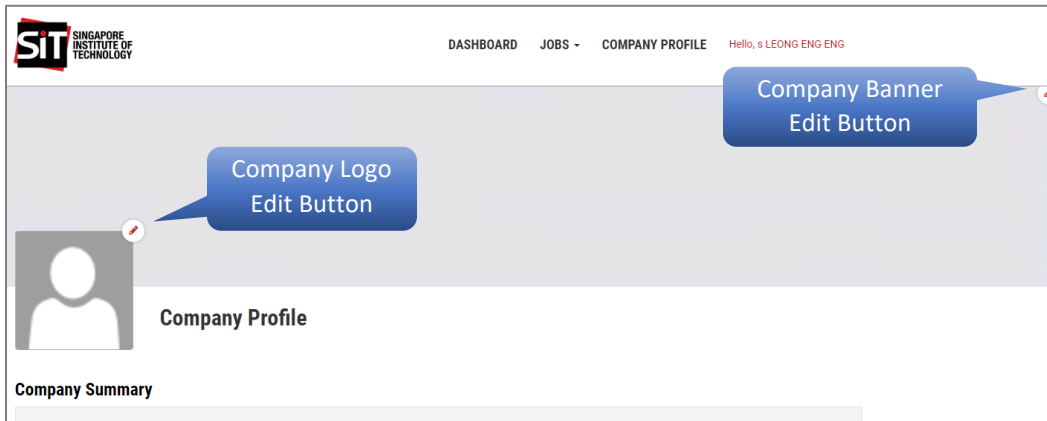 SiT SINGAPORE
INSTITUTE OF
TECHNOLOGY
DASHBOARD JOBS COMPANY PROFILE Hello, s LEONG ENG ENG
Company Banner
Edit Button
Company Logo
Edit Button
Company Profile
Company Summary